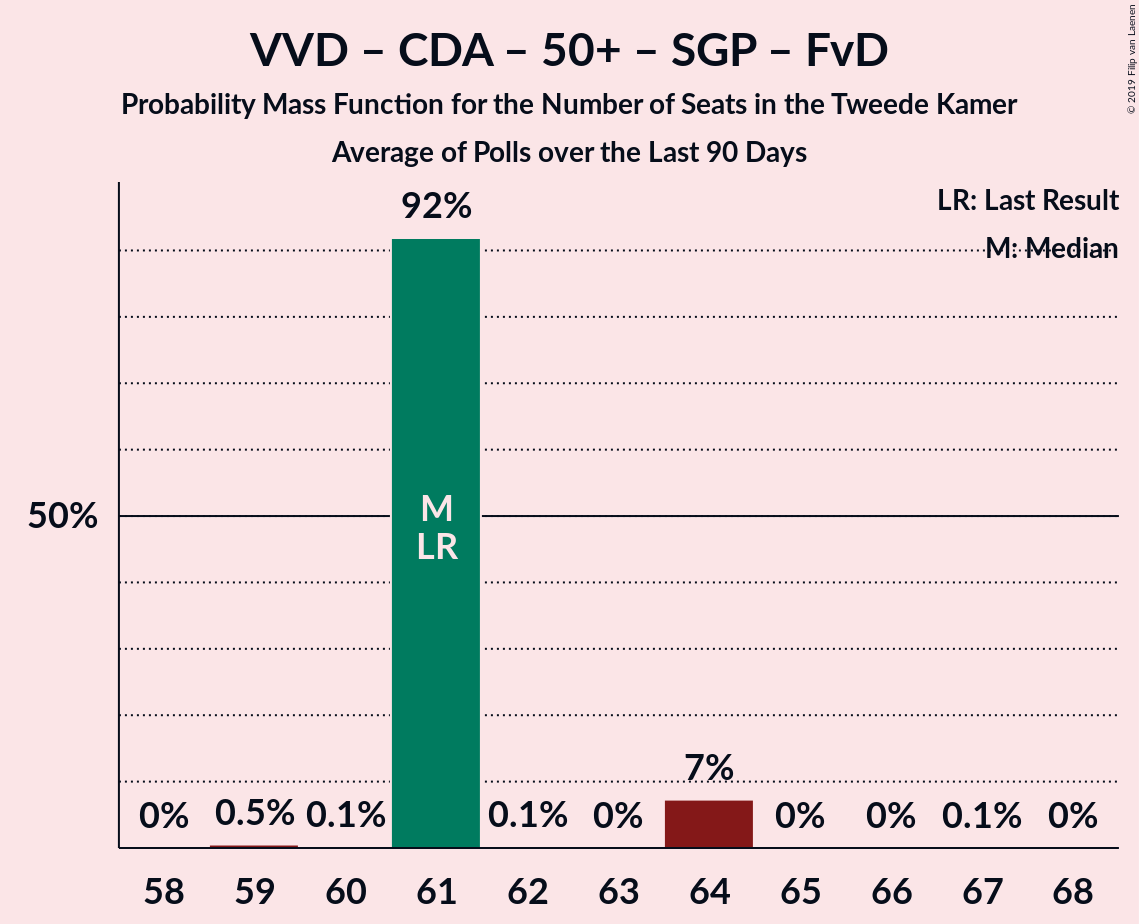 VVD – CDA – 50+ – SGP – FvD
Probability Mass Function for the Number of Seats in the Tweede Kamer
Average of Polls over the Last 90 Days
© 2019 Filip van Laenen
LR: Last Result
M: Median
92%
50%
M
LR
7%
0% 0.5% 0.1% 0.1% 0% 0% 0% 0.1% 0%
58 59 60 61 62 63 64 65 66 67 68